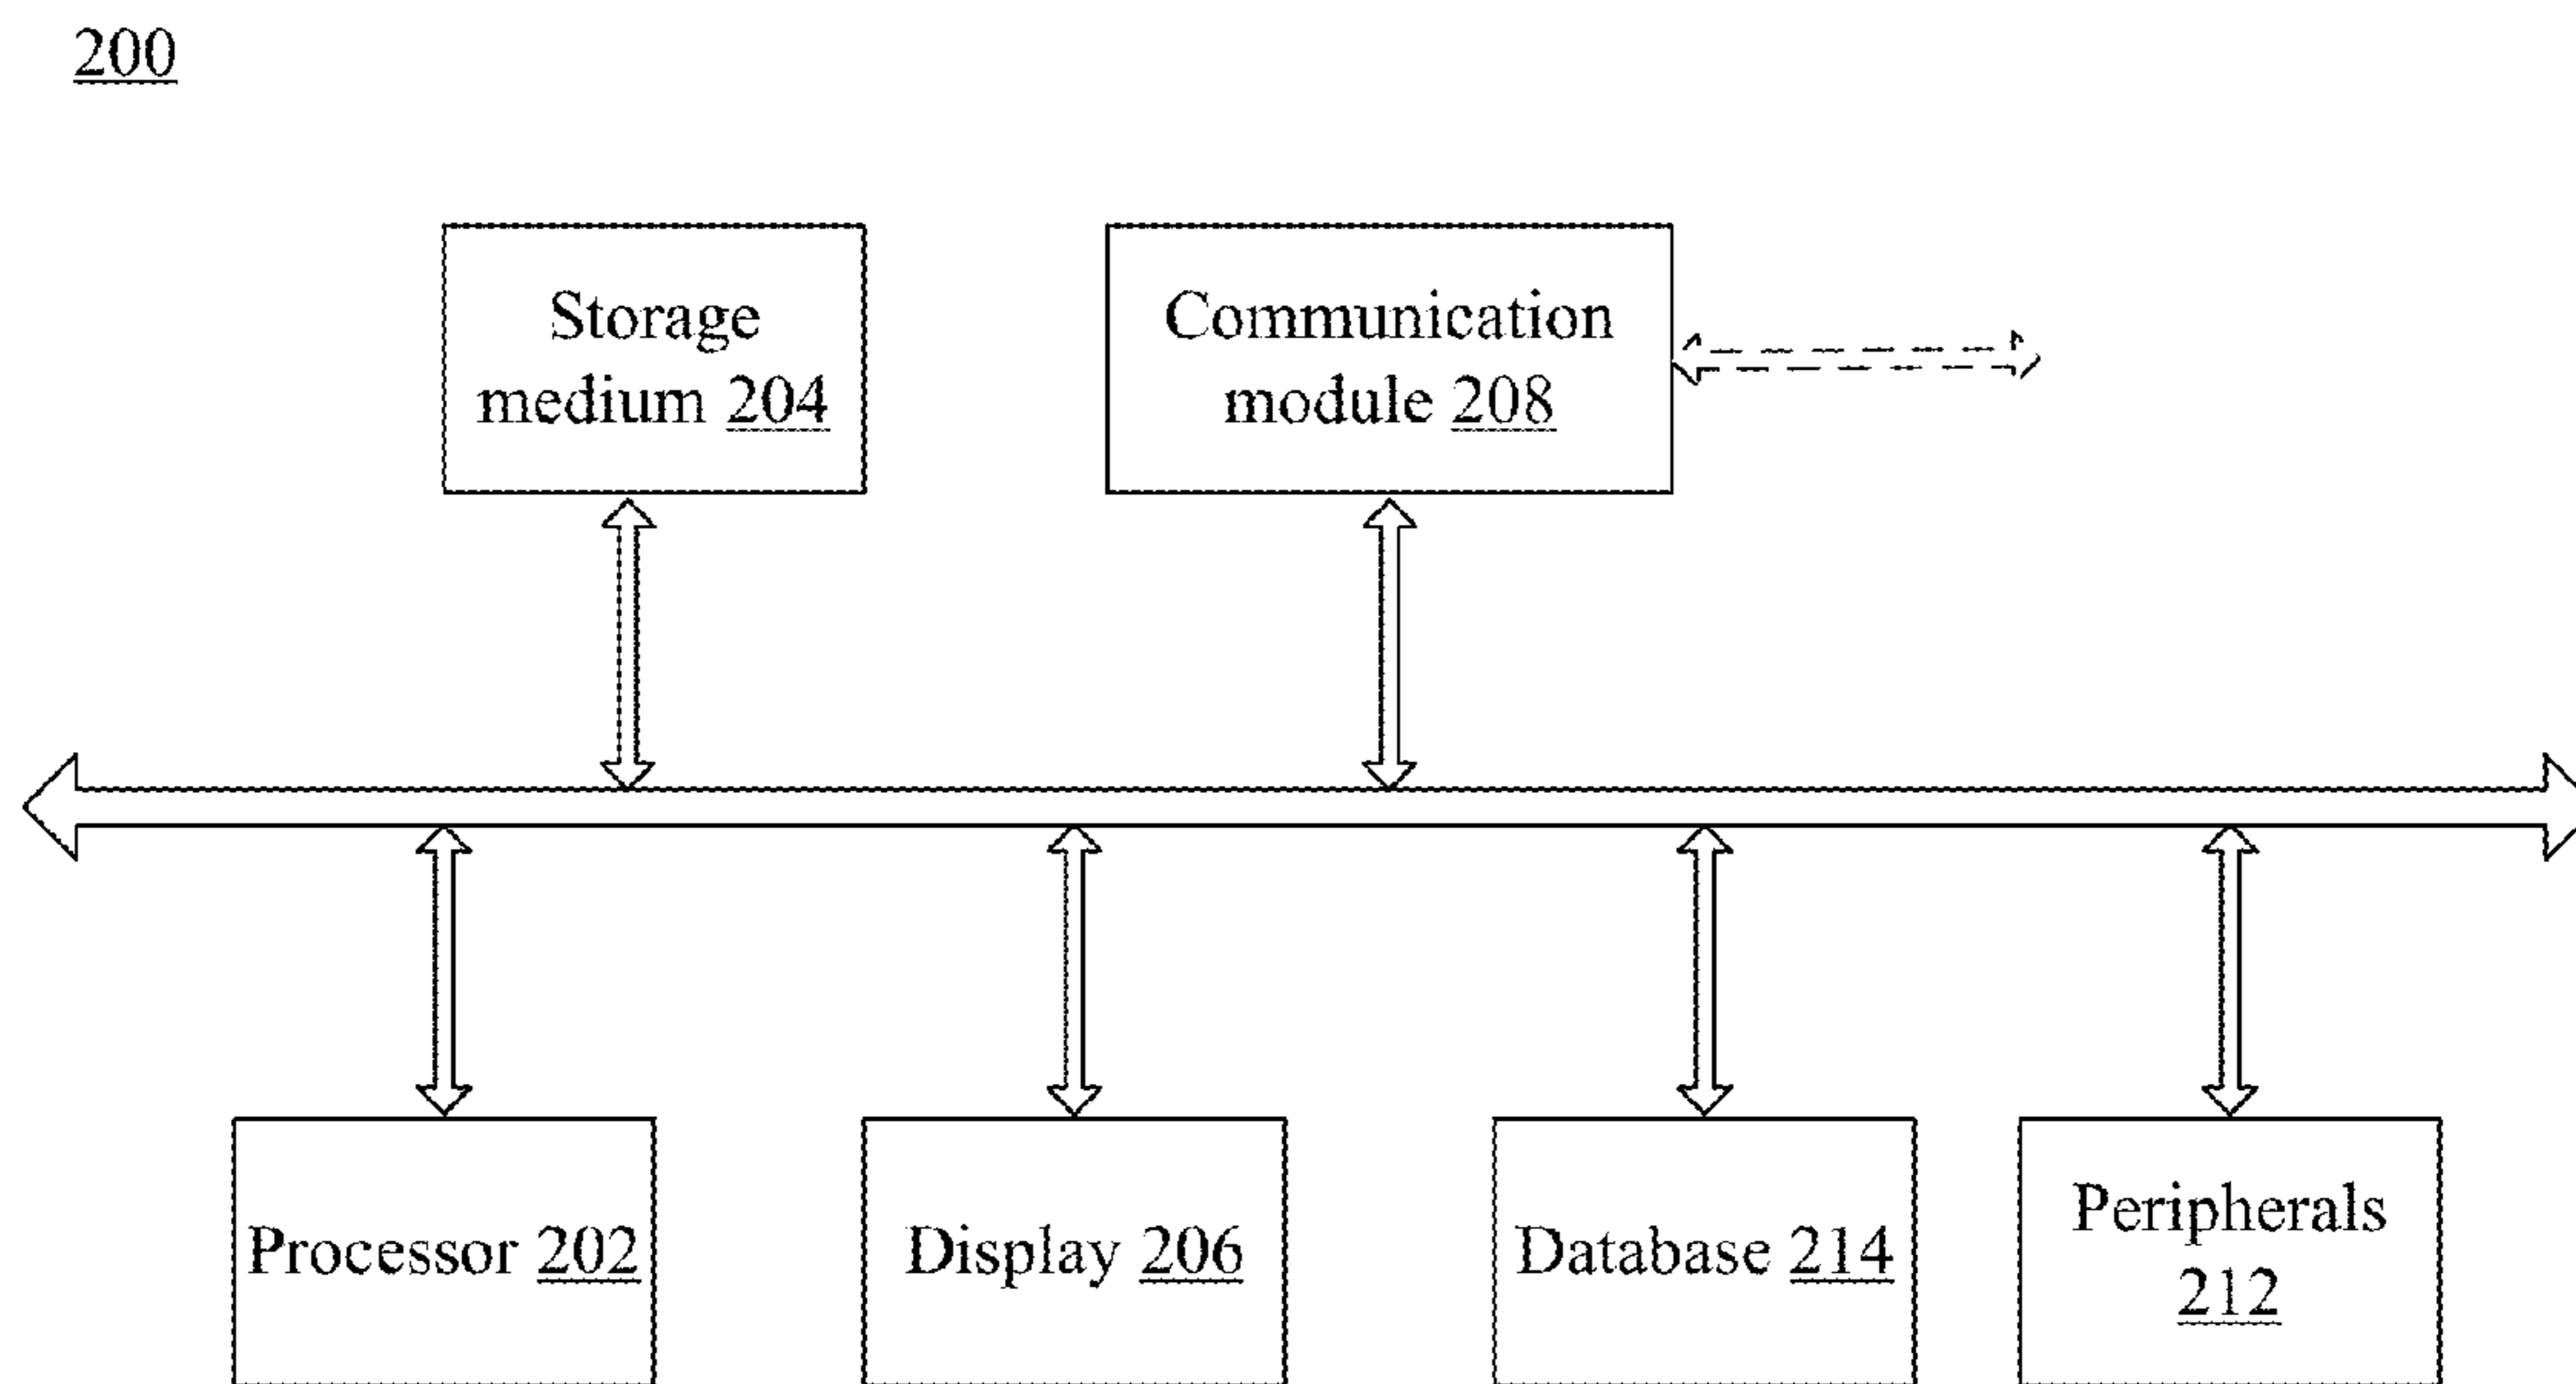 200
Storage
medium 204
Communication
module 208
Processor 202
Display 206
Database 214
Peripherals
212